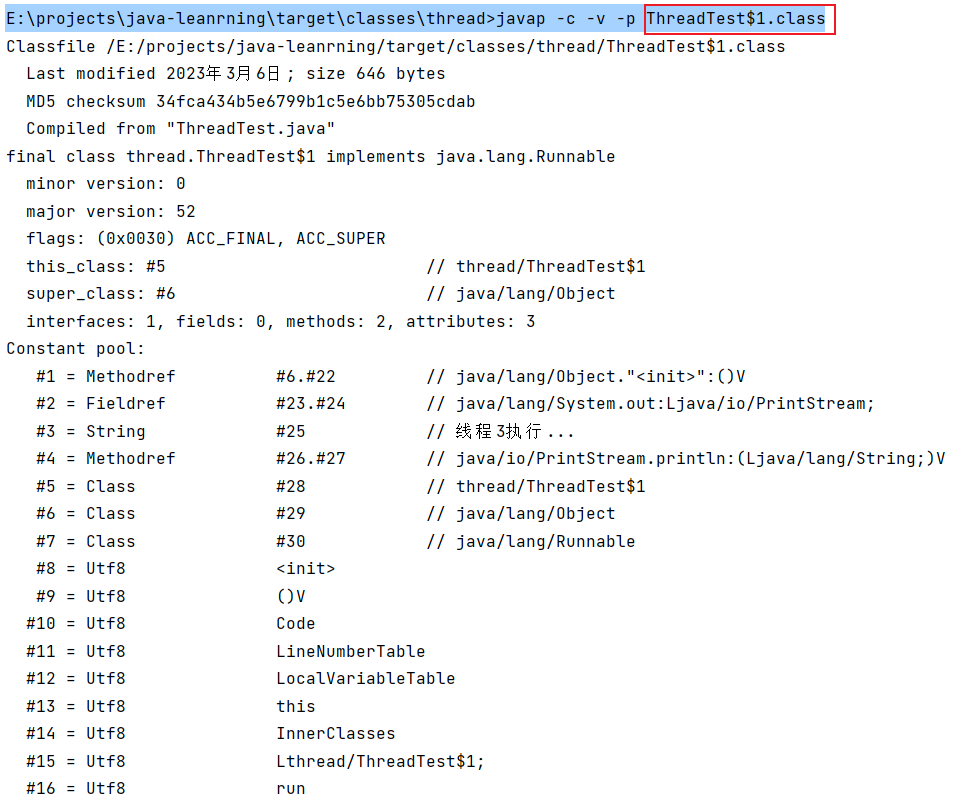 E:\projects\java-leanrning\target\classes\thread>javap -c -v -p ThreadTest$1.class
Classfile /E:/projects/java-leanrning/target/classes/thread/ThreadTest$1.class
  Last modified 2023年3月6日; size 646 bytes
  MD5 checksum 34fca434b5e6799b1c5e6bb75305cdab
  Compiled from "ThreadTest.java"
final class thread.ThreadTest$1 implements java.lang.Runnable
  minor version: 0
  major version: 52
  flags: (0x0030) ACC_FINAL, ACC_SUPER
  this_class: #5                          // thread/ThreadTest$1
  super_class: #6                         // java/lang/Object
  interfaces: 1, fields: 0, methods: 2, attributes: 3
Constant pool:
   #1 = Methodref          #6.#22         // java/lang/Object."<init>":()V
   #2 = Fieldref           #23.#24        // java/lang/System.out:Ljava/io/PrintStream;
   #3 = String             #25            // 线程3执行...
   #4 = Methodref          #26.#27        // java/io/PrintStream.println:(Ljava/lang/String;)V
   #5 = Class              #28            // thread/ThreadTest$1
   #6 = Class              #29            // java/lang/Object
   #7 = Class              #30            // java/lang/Runnable
   #8 = Utf8               <init>
   #9 = Utf8               ()V
  #10 = Utf8               Code
  #11 = Utf8               LineNumberTable
  #12 = Utf8               LocalVariableTable
  #13 = Utf8               this
  #14 = Utf8               InnerClasses
  #15 = Utf8               Lthread/ThreadTest$1;
  #16 = Utf8               run